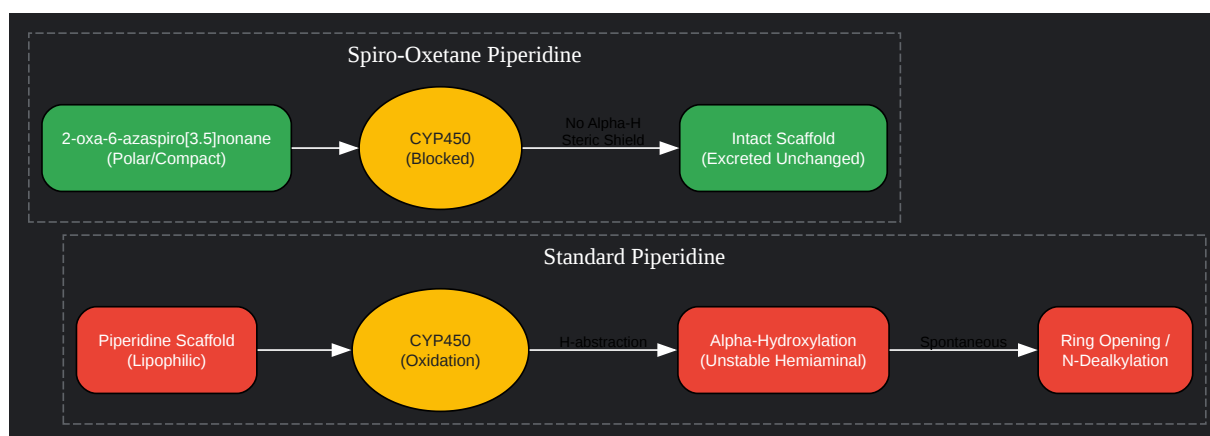 Spiro-Oxetane Piperidine
2-oxa-6-azaspiro[3.5]nonane
(Polar/Compact)
CYP450
(Blocked)
No Alpha-H
Steric Shield
Intact Scaffold
(Excreted Unchanged)
Standard Piperidine
Piperidine Scaffold
(Lipophilic)
CYP450
(Oxidation)
H-abstraction
Alpha-Hydroxylation
(Unstable Hemiaminal)
Spontaneous
Ring Opening /
N-Dealkylation